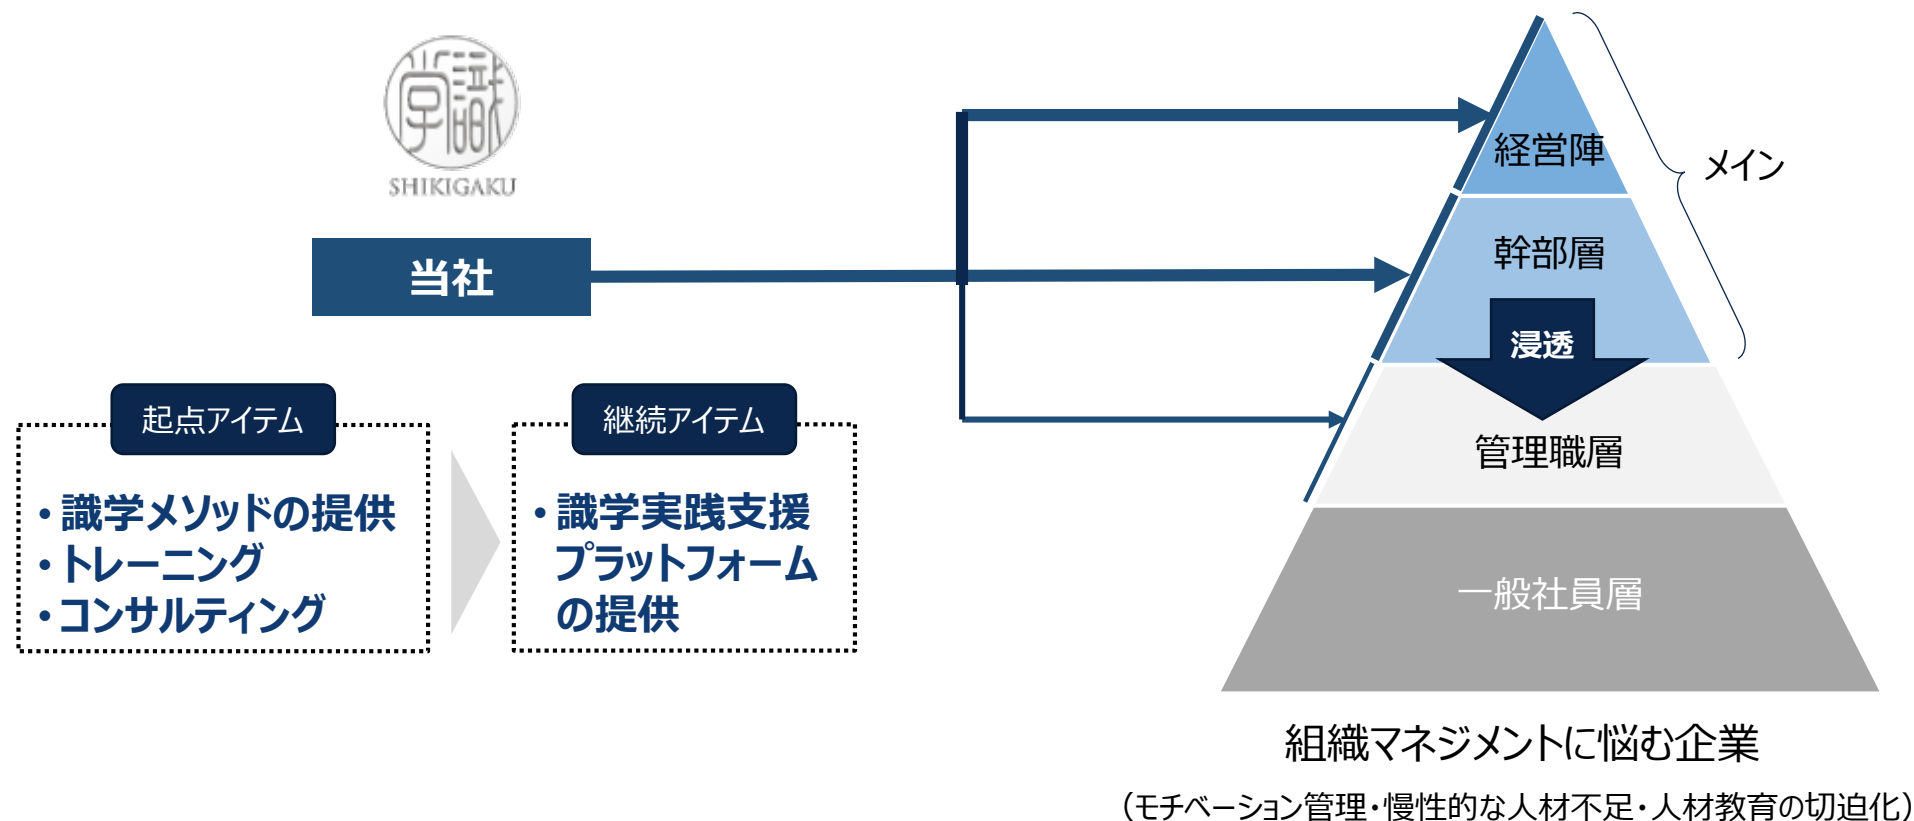 識学
SHIKIGAKU
当社
起点アイテム
・識学メソッドの提供
・トレーニング
・コンサルティング
継続アイテム
・識学実践支援
プラットフォーム
の提供
経営陣
幹部層
浸透
管理職層
一般社員層
メイン
組織マネジメントに悩む企業
（モチベーション管理・慢性的な人材不足・人材教育の切迫化）